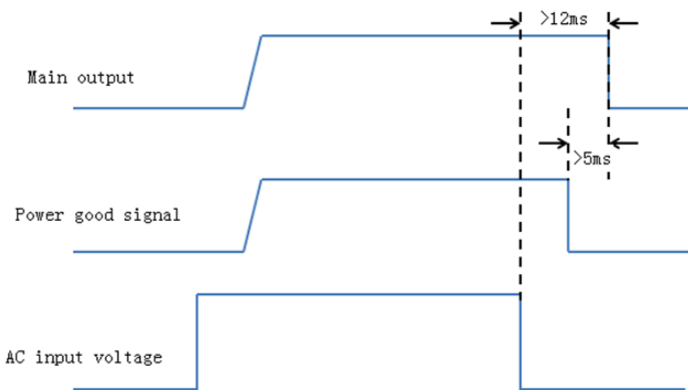 >12ms
Main output
>5ms
Power good signal
AC input voltage